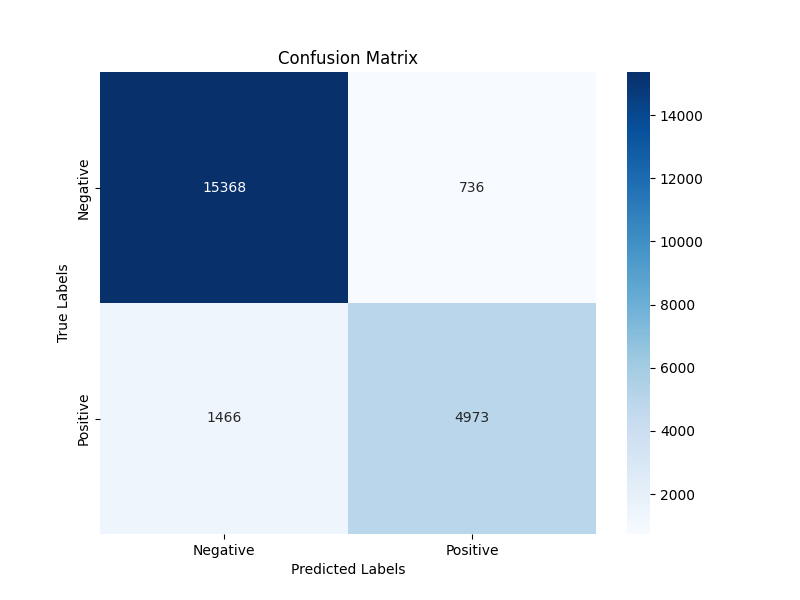 Confusion Matrix
True Labels
Negative
15368
736
Positive
1466
4973
Negative
Positive
Predicted Labels
14000
12000
10000
8000
6000
4000
2000